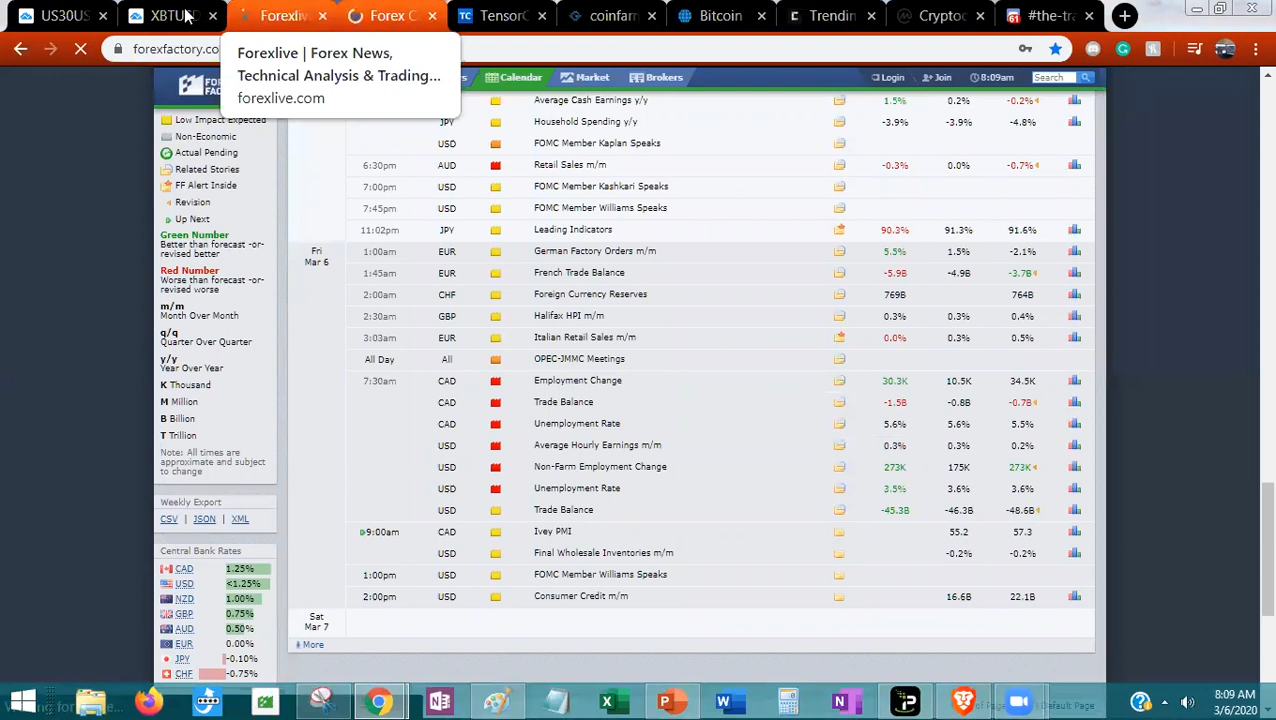 US30US
XBTUS
Forexliv
Forex C
TensorC
coinfarm
Bitcoin
Trending
Cryptoc
#the-tra
forexfactory.co
Forexlive | Forex News,
Technical Analysis & Trading...
forexlive.com
Calendar
Market
Brokers
Login
Join
8:09am
Search
Low Impact Expected
Non-Economic
Actual Pending
Related Stories
FF Alert Inside
Revision
Up Next
Green Number
Better than forecast -or-
revised better
Red Number
Worse than forecast -or-
revised worse
m/m
Month Over Month
q/q
Quarter Over Quarter
y/y
Year Over Year
K Thousand
M Million
B Billion
T Trillion
Note: All times are
approximate and subject
to change
Weekly Export
CSV | JSON | XML
Central Bank Rates
CAD 1.25%
USD <1.25%
NZD 1.00%
GBP 0.75%
AUD 0.50%
EUR 0.00%
JPY -0.10%
CHF -0.75%
Average Cash Earnings y/y 1.5% 0.2% -0.2%
JPY Household Spending y/y -3.9% -3.9% -4.8%
USD FOMC Member Kaplan Speaks
6:30pm AUD Retail Sales m/m -0.3% 0.0% -0.7%
7:00pm USD FOMC Member Kashkari Speaks
7:45pm USD FOMC Member Williams Speaks
11:02pm JPY Leading Indicators 90.3% 91.3% 91.6%
Fri
Mar 6
1:00am EUR German Factory Orders m/m 5.5% 1.5% -2.1%
1:45am EUR French Trade Balance -5.9B -4.9B -3.7B
2:00am CHF Foreign Currency Reserves 769B 764B
2:30am GBP Halifax HPI m/m 0.3% 0.3% 0.4%
3:03am EUR Italian Retail Sales m/m 0.0% 0.3% 0.5%
All Day All OPEC-JMMC Meetings
7:30am CAD Employment Change 30.3K 10.5K 34.5K
CAD Trade Balance -1.5B -0.8B -0.7B
CAD Unemployment Rate 5.6% 5.6% 5.5%
USD Average Hourly Earnings m/m 0.3% 0.3% 0.2%
USD Non-Farm Employment Change 273K 175K 273K
USD Unemployment Rate 3.5% 3.6% 3.6%
USD Trade Balance -45.3B -46.3B -48.6B
9:00am CAD Ivey PMI 55.2 57.3
USD Final Wholesale Inventories m/m -0.2% -0.2%
1:00pm USD FOMC Member Williams Speaks
2:00pm USD Consumer Credit m/m 16.6B 22.1B
Sat
Mar 7
More
8:09 AM
3/6/2020